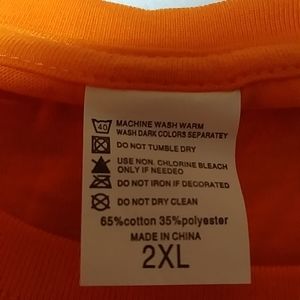 40 MACHINE WASH WARM
WASH DARK COLORS SEPARATEY
DO NOT TUMBLE DRY
USE NON. CHLORINE BLEACH
ONLY IF NEEDED
DO NOT IRON IF DECORATED
DO NOT DRY CLEAN
65%cotton 35%polyester
MADE IN CHINA
2XL